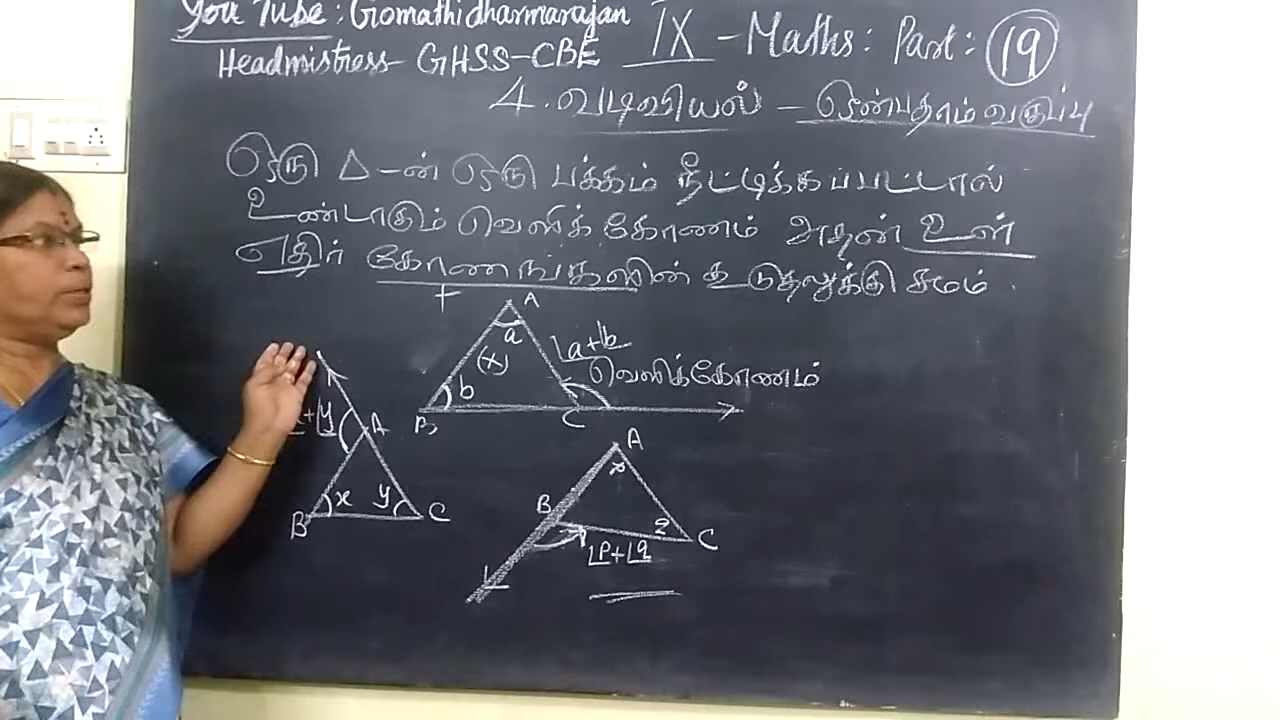 You Tube : Gomathidharmarajan IX - Maths : Part : 19
Headmistress - GHSS-CBE
4. வடிவியல் - ஒன்பதாம் வகுப்பு
ஒரு Δ-ன் ஒரு பக்கம் நீட்டிக்கப்பட்டால்
உண்டாகும் வெளிக் கோணம் அதன் உள்
எதிர் கோணங்களின் கூடுதலுக்கு சமம்.
A
a
∠a+∠b
(x)
வெளிக்கோணம்
b
B C
+∠y A
B x y C
A
B
q C
∠p+∠q